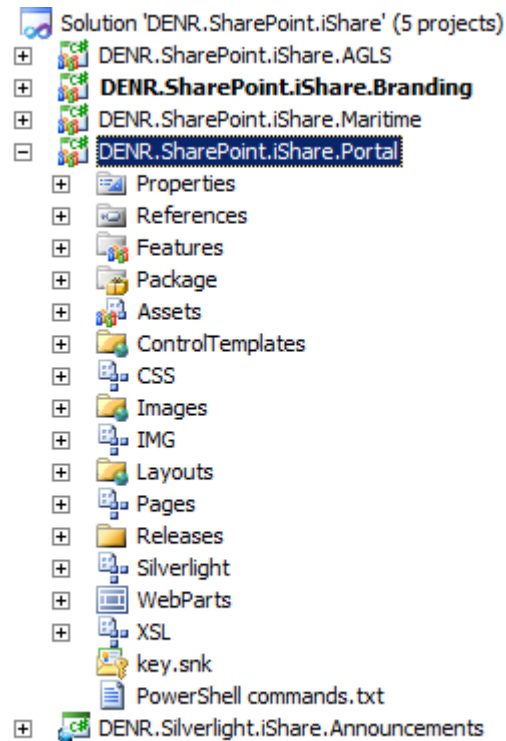 Solution 'DENR.SharePoint.iShare' (5 projects)
DENR.SharePoint.iShare.AGLS
DENR.SharePoint.iShare.Branding
DENR.SharePoint.iShare.Maritime
DENR.SharePoint.iShare.Portal
Properties
References
Features
Package
Assets
ControlTemplates
CSS
Images
IMG
Layouts
Pages
Releases
Silverlight
WebParts
XSL
key.snk
PowerShell commands.txt
DENR.Silverlight.iShare.Announcements